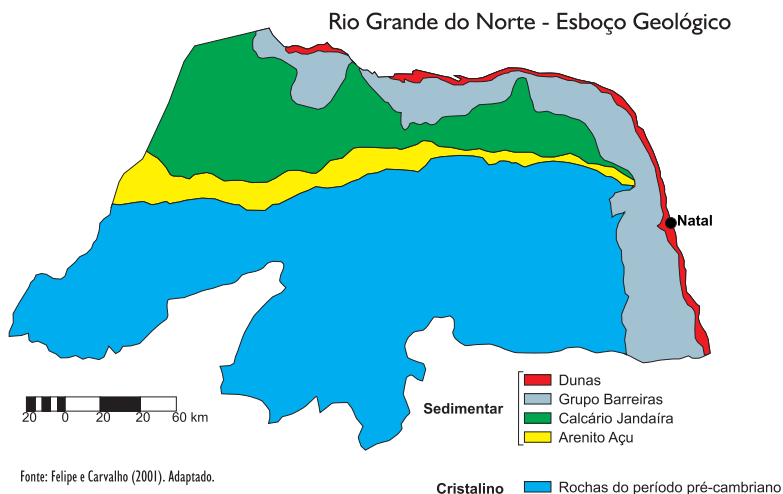 Rio Grande do Norte - Esboço Geológico
Natal
Sedimentar
Dunas
Grupo Barreiras
Calcário Jandaíra
Arenito Açu
20 0 20 40 60 km
Fonte: Felipe e Carvalho (2001). Adaptado.
Cristalino
Rochas do período pré-cambriano